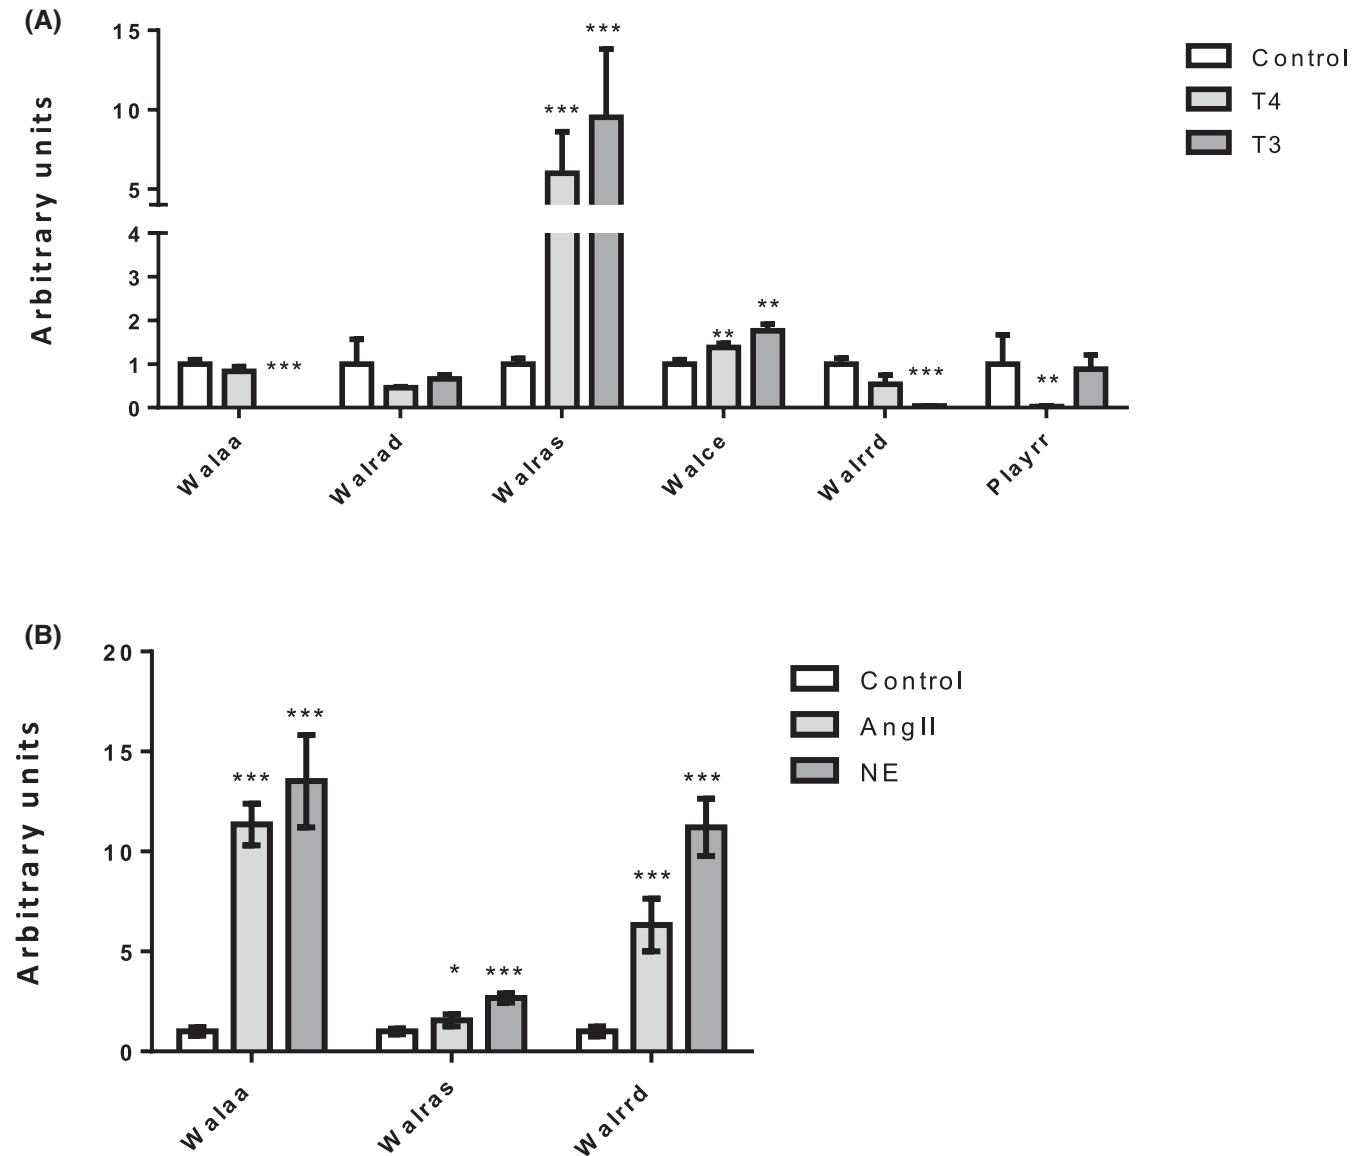 (A)
Arbitrary units
15
10
5
4
3
2
1
0
***
***
***
**
**
***
**
Walaa
Walrad
Walras
Walce
Walrrd
Playrr
Control
T4
T3
(B)
Arbitrary units
20
15
10
5
0
***
***
*
***
***
***
Walaa
Walras
Walrrd
Control
AngII
NE